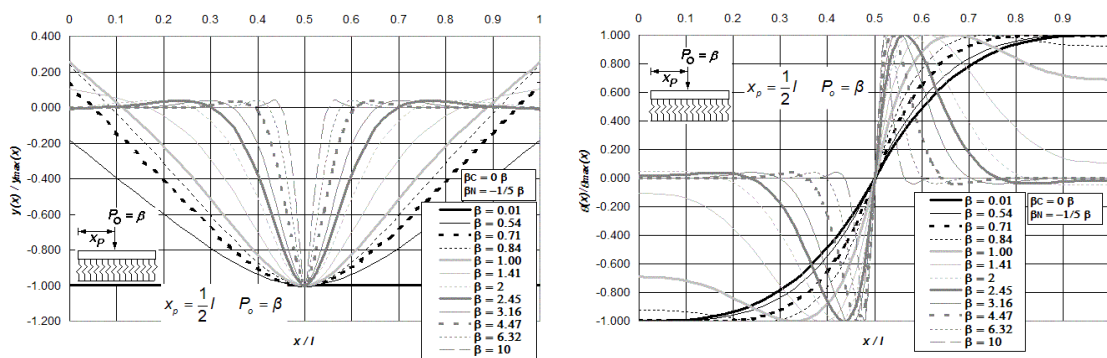 0 0.1 0.2 0.3 0.4 0.5 0.6 0.7 0.8 0.9 1
0.400
0.200
0.000
-0.200
-0.400
-0.600
-0.800
-1.000
-1.200
y(x) / ymax(x)
x / l
Po = β
xP
xp = 1/2 l Po = β
βC = 0 β
βN = −1/5 β
β = 0.01
β = 0.54
β = 0.71
β = 0.84
β = 1.00
β = 1.41
β = 2
β = 2.45
β = 3.16
β = 4.47
β = 6.32
β = 10
0 0.1 0.2 0.3 0.4 0.5 0.6 0.7 0.8 0.9
1.000
0.800
0.600
0.400
0.200
0.000
-0.200
-0.400
-0.600
-0.800
-1.000
x / l
Po = β
xP
xp = 1/2 l Po = β
βC = 0 β
βN = −1/5 β
β = 0.01
β = 0.54
β = 0.71
β = 0.84
β = 1.00
β = 1.41
β = 2
β = 2.45
β = 3.16
β = 4.47
β = 6.32
β = 10